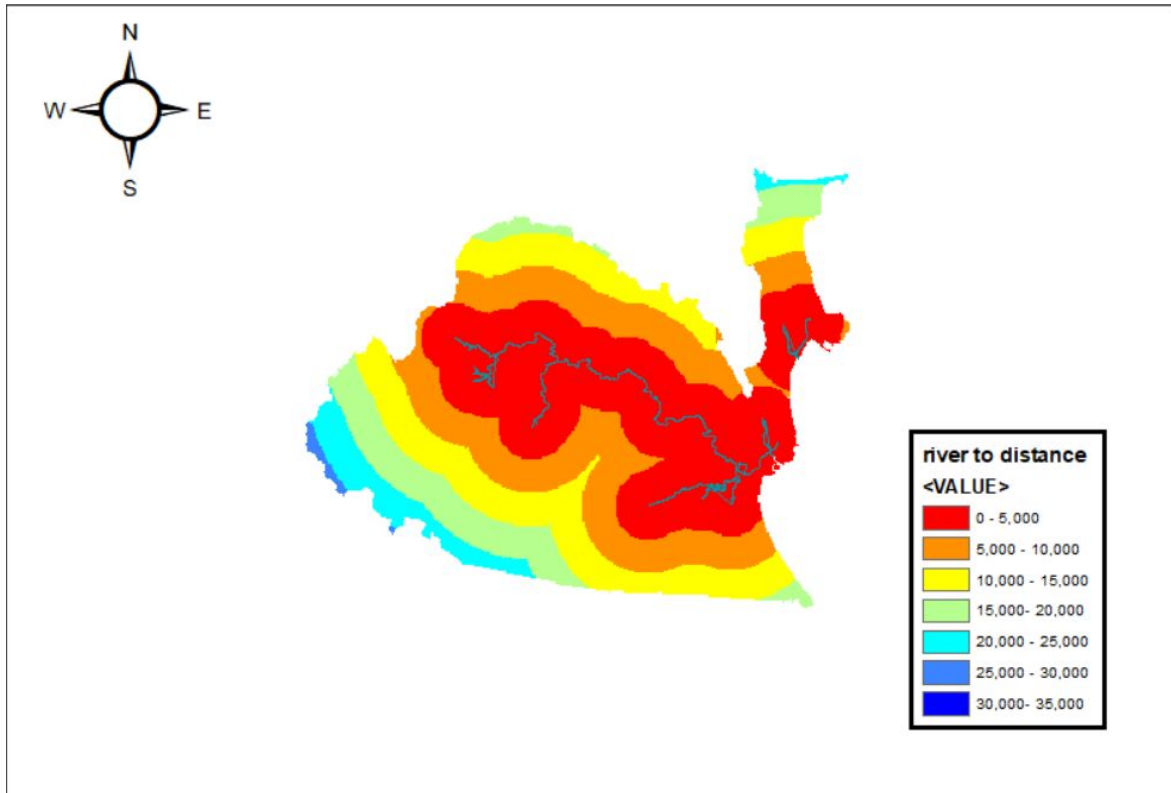 N
W E
S
river to distance
<VALUE>
0 - 5,000
5,000 - 10,000
10,000 - 15,000
15,000- 20,000
20,000 - 25,000
25,000 - 30,000
30,000- 35,000